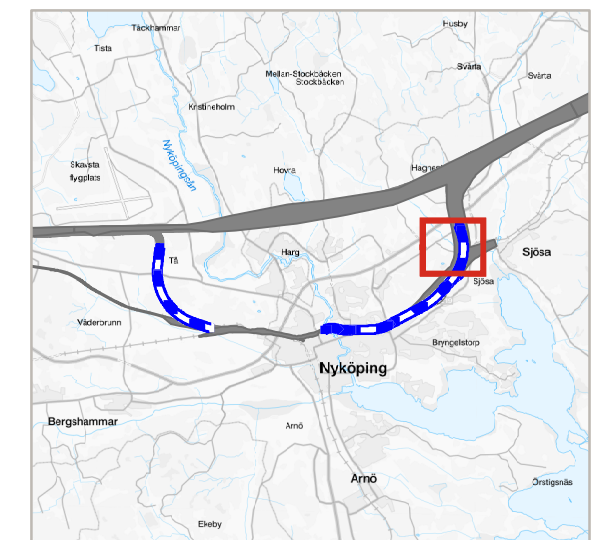 Täckhammar
Husby
Tista
Svärta
Mellan-Stockbäcken
Stockbäcken
Svärta
Kristineholm
Nyköpingsån
Skavsta
flygplats
Hovra
Harg
Tå
Sjösa
Sjösa
Väderbrunn
Bryngelstorp
Nyköping
Bergshammar
Arnö
Arnö
Örstigsnäs
Ekeby